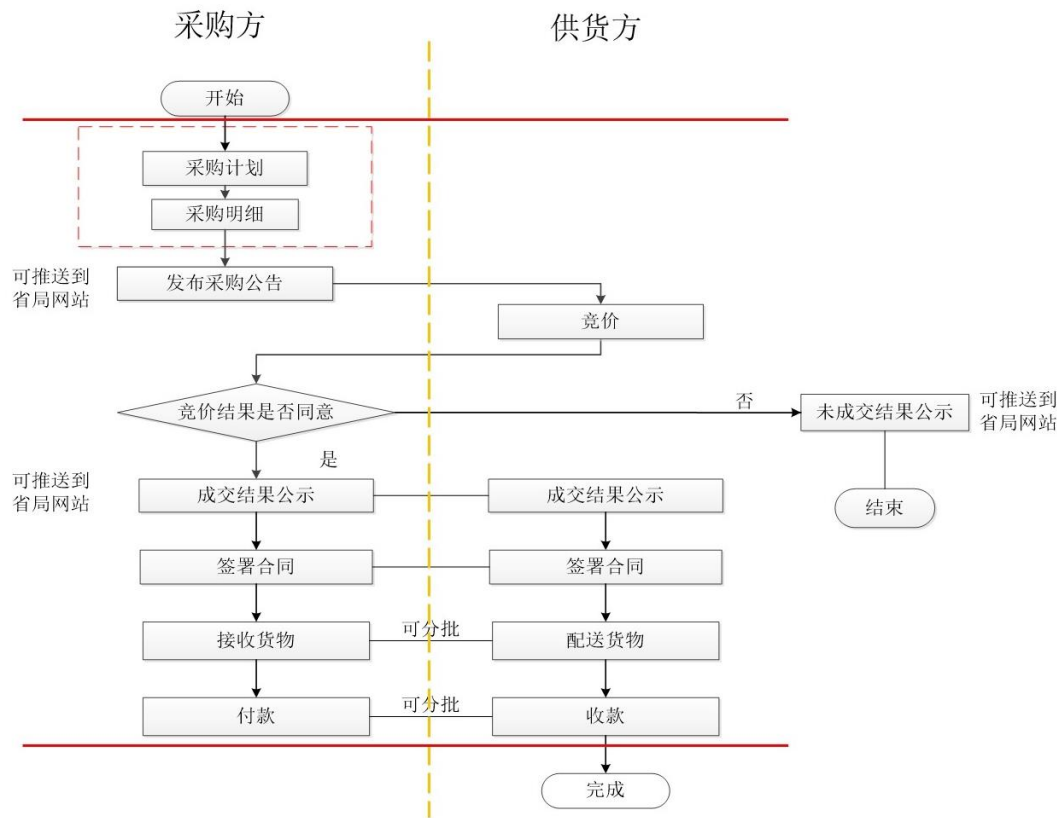 采购方
供货方
开始
采购计划
采购明细
可推送到
省局网站
发布采购公告
竞价
竞价结果是否同意
否
未成交结果公示
可推送到
省局网站
是
可推送到
省局网站
成交结果公示
成交结果公示
结束
签署合同
签署合同
接收货物
可分批
配送货物
付款
可分批
收款
完成